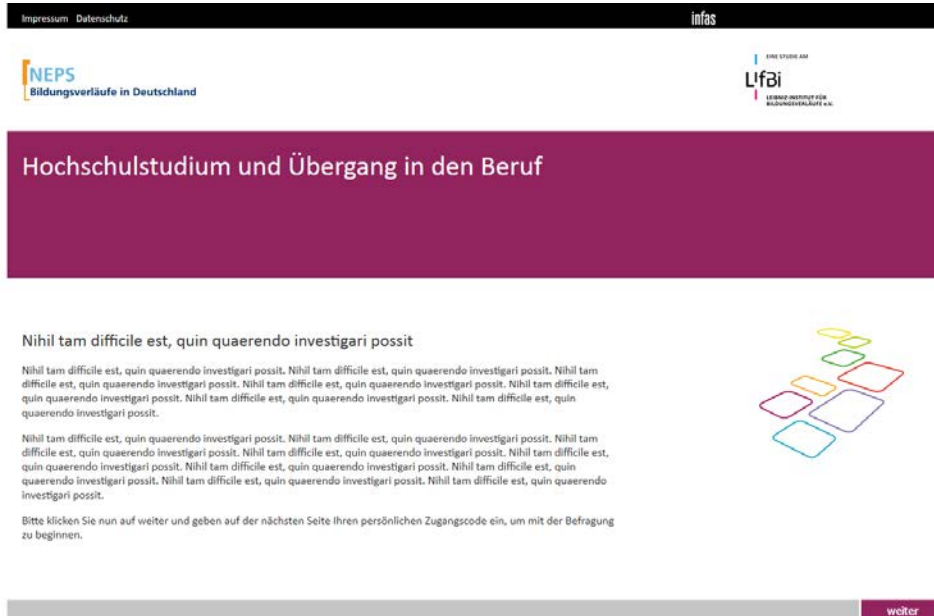 Impressum Datenschutz
infas
NEPS
Bildungsverläufe in Deutschland
EINE STUDIE AM
LIfBi
LEIBNIZ-INSTITUT FÜR
BILDUNGSVERLÄUFE e.V.
Hochschulstudium und Übergang in den Beruf
Nihil tam difficile est, quin quaerendo investigari possit
Nihil tam difficile est, quin quaerendo investigari possit. Nihil tam difficile est, quin quaerendo investigari possit. Nihil tam
difficile est, quin quaerendo investigari possit. Nihil tam difficile est, quin quaerendo investigari possit. Nihil tam difficile est,
quin quaerendo investigari possit. Nihil tam difficile est, quin quaerendo investigari possit. Nihil tam difficile est, quin
quaerendo investigari possit.
Nihil tam difficile est, quin quaerendo investigari possit. Nihil tam difficile est, quin quaerendo investigari possit. Nihil tam
difficile est, quin quaerendo investigari possit. Nihil tam difficile est, quin quaerendo investigari possit. Nihil tam difficile est,
quin quaerendo investigari possit. Nihil tam difficile est, quin quaerendo investigari possit. Nihil tam difficile est, quin
quaerendo investigari possit. Nihil tam difficile est, quin quaerendo investigari possit. Nihil tam difficile est, quin quaerendo
investigari possit.
Bitte klicken Sie nun auf weiter und geben auf der nächsten Seite Ihren persönlichen Zugangscode ein, um mit der Befragung
zu beginnen.
weiter